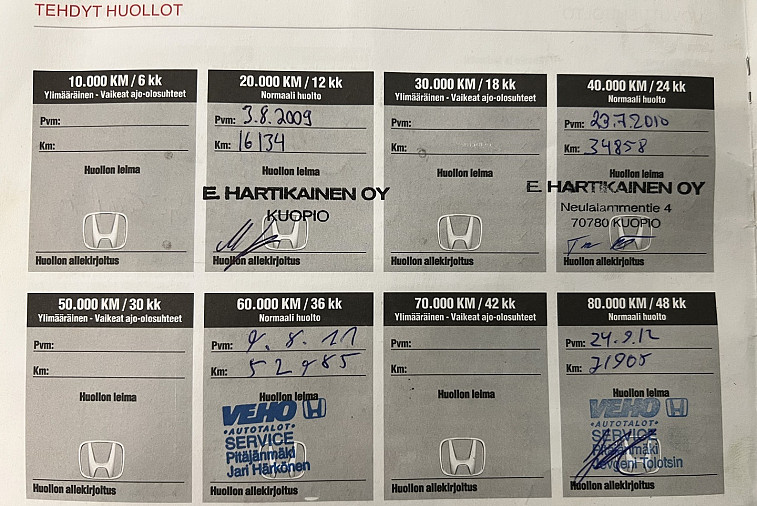 TEHDYT HUOLLOT
10.000 KM / 6 kk
Ylimääräinen - Vaikeat ajo-olosuhteet
Pvm:
Km:
Huollon leima
Huollon allekirjoitus
20.000 KM / 12 kk
Normaali huolto
Pvm: 3.8.2009
Km: 16134
Huollon leima
E. HARTIKAINEN OY
KUOPIO
Huollon allekirjoitus
30.000 KM / 18 kk
Ylimääräinen - Vaikeat ajo-olosuhteet
Pvm:
Km:
Huollon leima
Huollon allekirjoitus
40.000 KM / 24 kk
Normaali huolto
Pvm: 23.7.2010
Km: 34858
Huollon leima
E. HARTIKAINEN OY
Neulalammentie 4
70780 KUOPIO
Huollon allekirjoitus
50.000 KM / 30 kk
Ylimääräinen - Vaikeat ajo-olosuhteet
Pvm:
Km:
Huollon leima
Huollon allekirjoitus
60.000 KM / 36 kk
Normaali huolto
Pvm: 9.8.11
Km: 52985
Huollon leima
VEHO
•AUTOTALOT•
SERVICE
Pitäjänmäki
Jari Härkönen
Huollon allekirjoitus
70.000 KM / 42 kk
Ylimääräinen - Vaikeat ajo-olosuhteet
Pvm:
Km:
Huollon leima
Huollon allekirjoitus
80.000 KM / 48 kk
Normaali huolto
Pvm: 24.9.12
Km: 71905
Huollon leima
VEHO
•AUTOTALOT•
SERVICE
Pitäjänmäki
Jevgeni Tolotsin
Huollon allekirjoitus